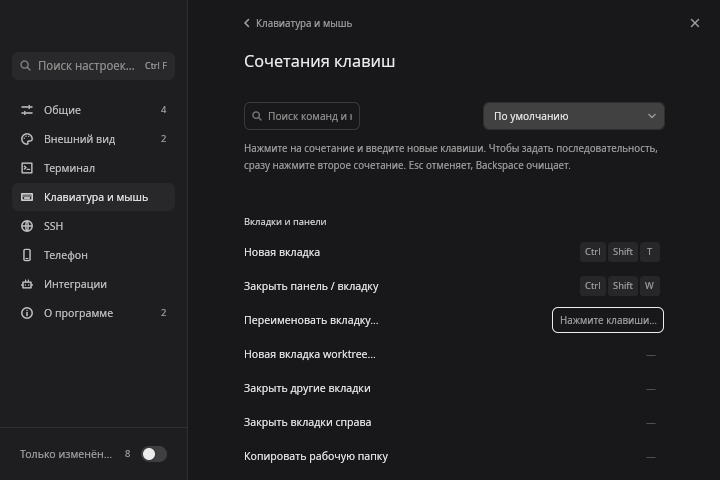 Клавиатура и мышь
Сочетания клавиш
Поиск настроек... Ctrl F
Общие 4
Внешний вид 2
Терминал
Клавиатура и мышь
SSH
Телефон
Интеграции
О программе 2
Только изменён... 8
Поиск команд и
По умолчанию
Нажмите на сочетание и введите новые клавиши. Чтобы задать последовательность,
сразу нажмите второе сочетание. Esc отменяет, Backspace очищает.
Вкладки и панели
Новая вкладка Ctrl Shift T
Закрыть панель / вкладку Ctrl Shift W
Переименовать вкладку... Нажмите клавиши...
Новая вкладка worktree... —
Закрыть другие вкладки —
Закрыть вкладки справа —
Копировать рабочую папку —